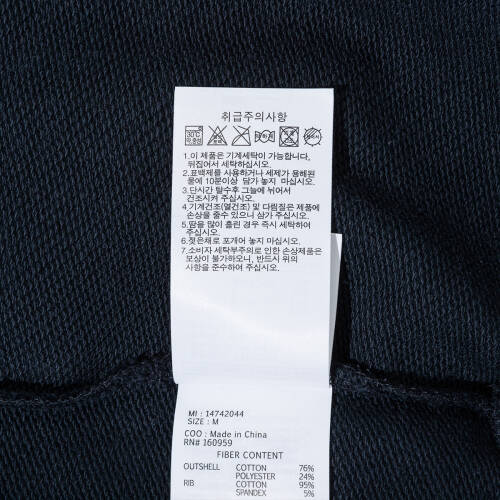 취급주의사항
30℃
약.중성
1.이 제품은 기계세탁이 가능합니다.
뒤집어서 세탁하십시오.
2.표백제를 사용하거나 세제가 용해된
물에 10분이상 담가 놓지 마십시오.
3.단시간 탈수후 그늘에 뉘어서
건조시켜 주십시오.
4.기계건조(열건조) 및 다림질은 제품에
손상을 줄수 있으니 삼가 주십시오.
5.땀을 많이 흘린 경우 즉시 세탁하여
주십시오.
6.젖은채로 포개어 놓지 마십시오.
7.소비자 세탁부주의로 인한 손상제품은
보상이 불가하오니, 반드시 위의
사항을 준수하여 주십시오.
MI : 14742044
SIZE : M
COO : Made in China
RN# 160959
FIBER CONTENT
OUTSHELL COTTON 76%
POLYESTER 24%
RIB COTTON 95%
SPANDEX 5%